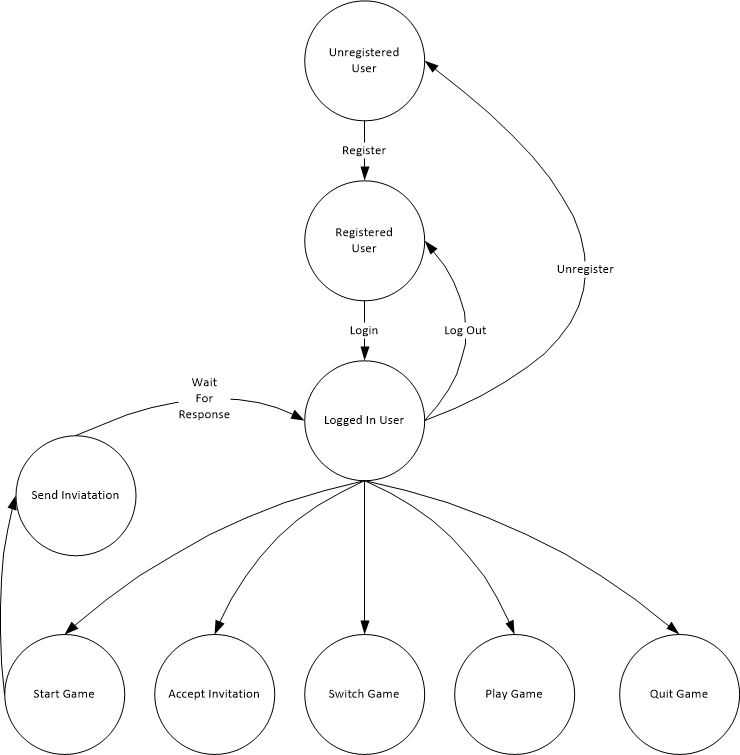 Unregistered
User
Register
Registered
User
Unregister
Login
Log Out
Wait
For
Response
Logged In User
Send Inviatation
Start Game
Accept Invitation
Switch Game
Play Game
Quit Game